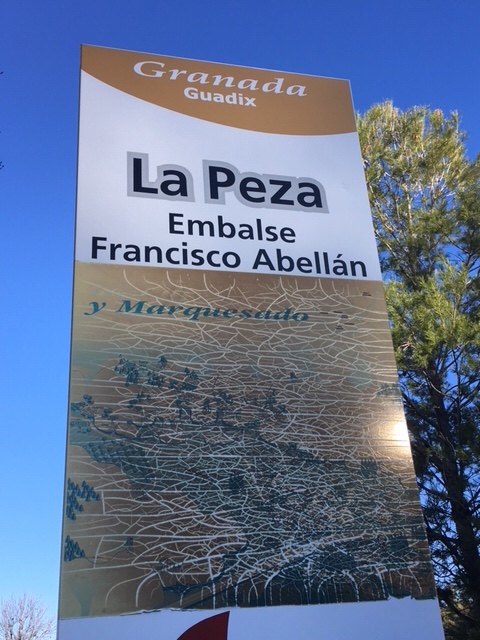 Granada
Guadix
La Peza
Embalse
Francisco Abellán
y Marquesado